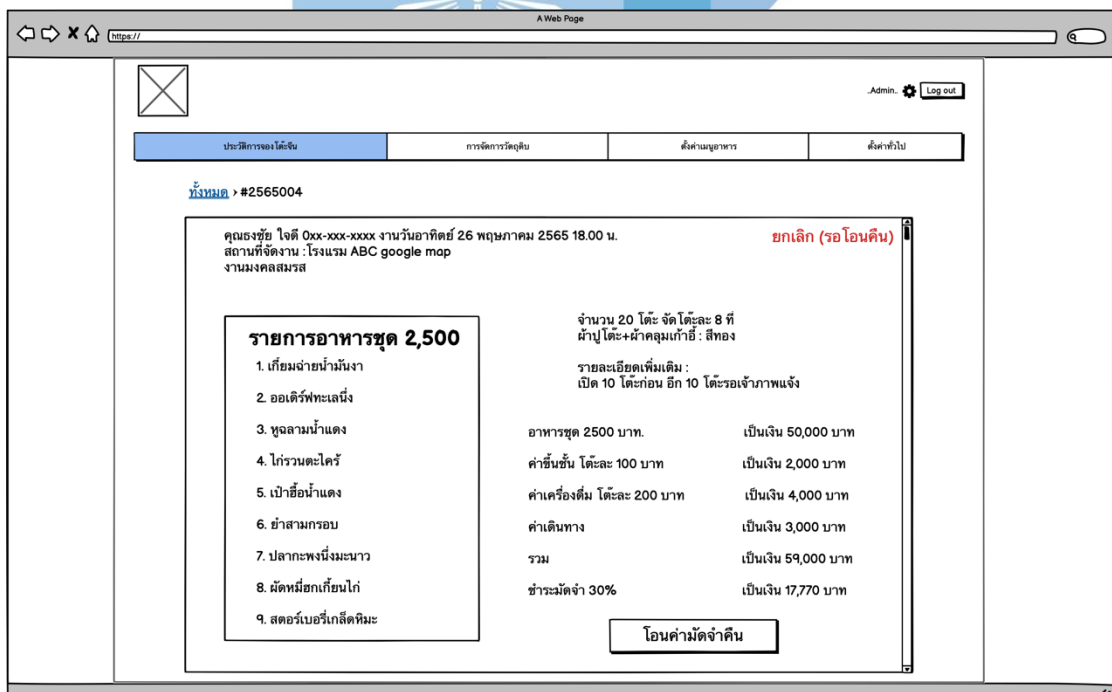 A Web Page
https://
..Admin.. Log out
ประวัติการจองโต๊ะจีน การจัดการวัตถุดิบ ตั้งค่าเมนูอาหาร ตั้งค่าทั่วไป
ทั้งหมด > #2565004
คุณธงชัย ใจดี 0xx-xxx-xxxx งานวันอาทิตย์ 26 พฤษภาคม 2565 18.00 น. ยกเลิก (รอโอนคืน)
สถานที่จัดงาน :โรงแรม ABC google map
งานมงคลสมรส
รายการอาหารชุด 2,500
1. เกี๊ยมฉ่ายน้ำมันงา
2. ออเดิร์ฟทะเลนึ่ง
3. หูฉลามน้ำแดง
4. ไก่รวนตะไคร้
5. เป๋าฮื้อน้ำแดง
6. ยำสามกรอบ
7. ปลากะพงนึ่งมะนาว
8. ผัดหมี่ฮกเกี้ยนไก่
9. สตอร์เบอรี่เกล็ดหิมะ
จำนวน 20 โต๊ะ จัดโต๊ะละ 8 ที่
ผ้าปูโต๊ะ+ผ้าคลุมเก้าอี้ : สีทอง
รายละเอียดเพิ่มเติม :
เปิด 10 โต๊ะก่อน อีก 10 โต๊ะรอเจ้าภาพแจ้ง
อาหารชุด 2500 บาท. เป็นเงิน 50,000 บาท
ค่าขึ้นชั้น โต๊ะละ 100 บาท เป็นเงิน 2,000 บาท
ค่าเครื่องดื่ม โต๊ะละ 200 บาท เป็นเงิน 4,000 บาท
ค่าเดินทาง เป็นเงิน 3,000 บาท
รวม เป็นเงิน 59,000 บาท
ชำระมัดจำ 30% เป็นเงิน 17,770 บาท
โอนค่ามัดจำคืน